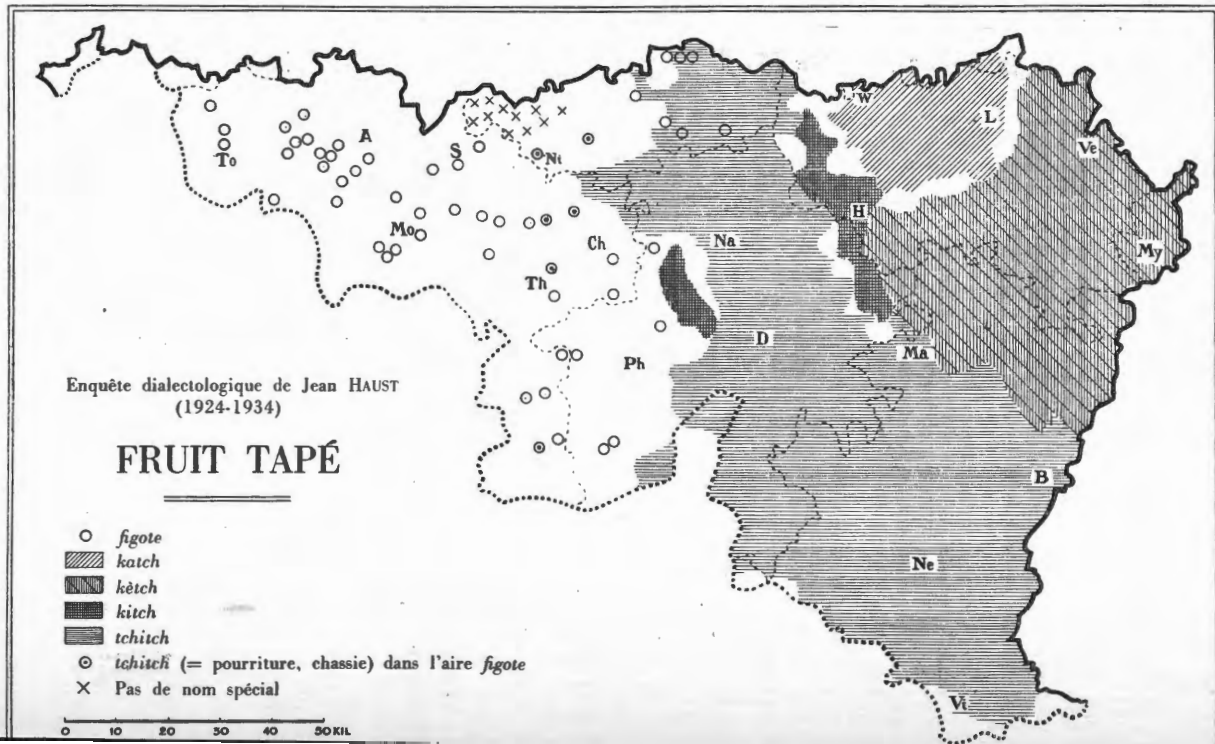 W
L
A
To
S
Ve
Ni
H
Mo
Ch
Na
My
Th
Ma
D
Ph
B
Ne
Vi
Enquête dialectologique de Jean HAUST
(1924-1934)
FRUIT TAPÉ
figote
katch
kètch
kitch
tchitch
tchitch (= pourriture, chassie) dans l'aire figote
Pas de nom spécial
0 10 20 30 40 50 KIL.